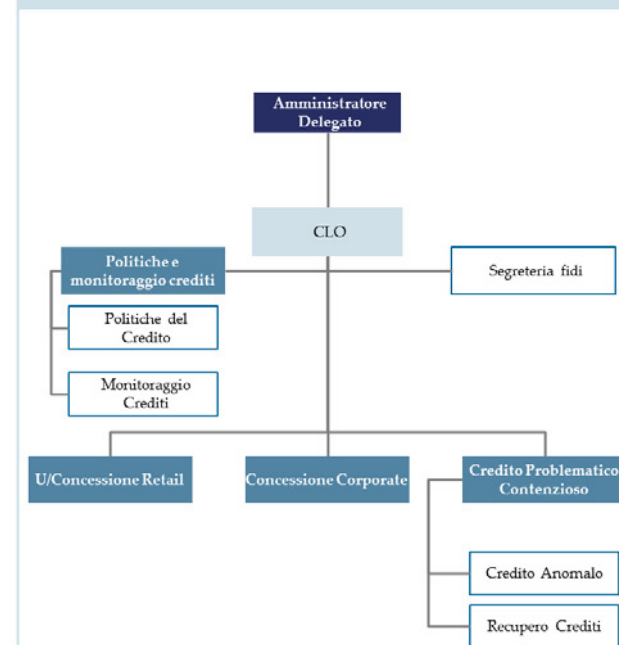 Amministratore
Delegato
CLO
Politiche e
monitoraggio crediti
Segreteria fidi
Politiche del
Credito
Monitoraggio
Crediti
U/Concessione Retail
Concessione Corporate
Credito Problematico
Contenzioso
Credito Anomalo
Recupero Crediti